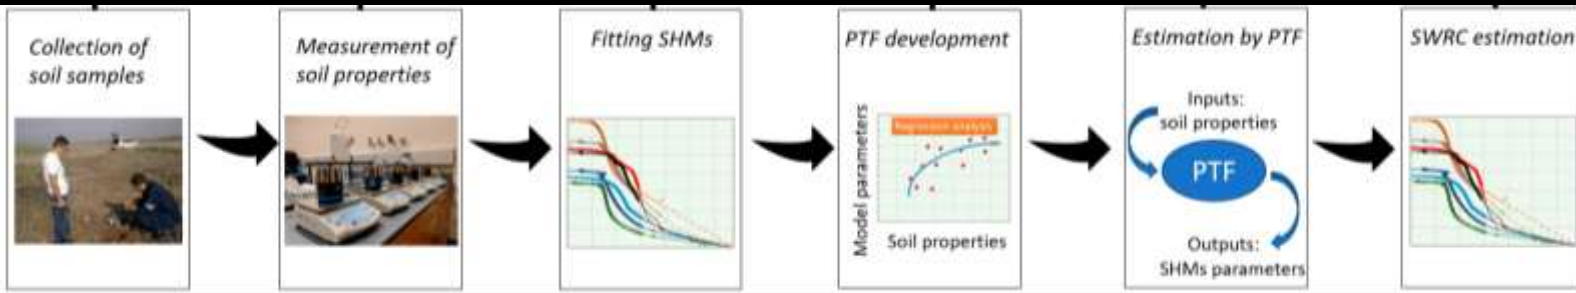 Collection of
soil samples
Measurement of
soil properties
Fitting SHMs
PTF development
Regression analysis
Model parameters
Soil properties
Estimation by PTF
Inputs:
soil properties
PTF
Outputs:
SHMs parameters
SWRC estimation